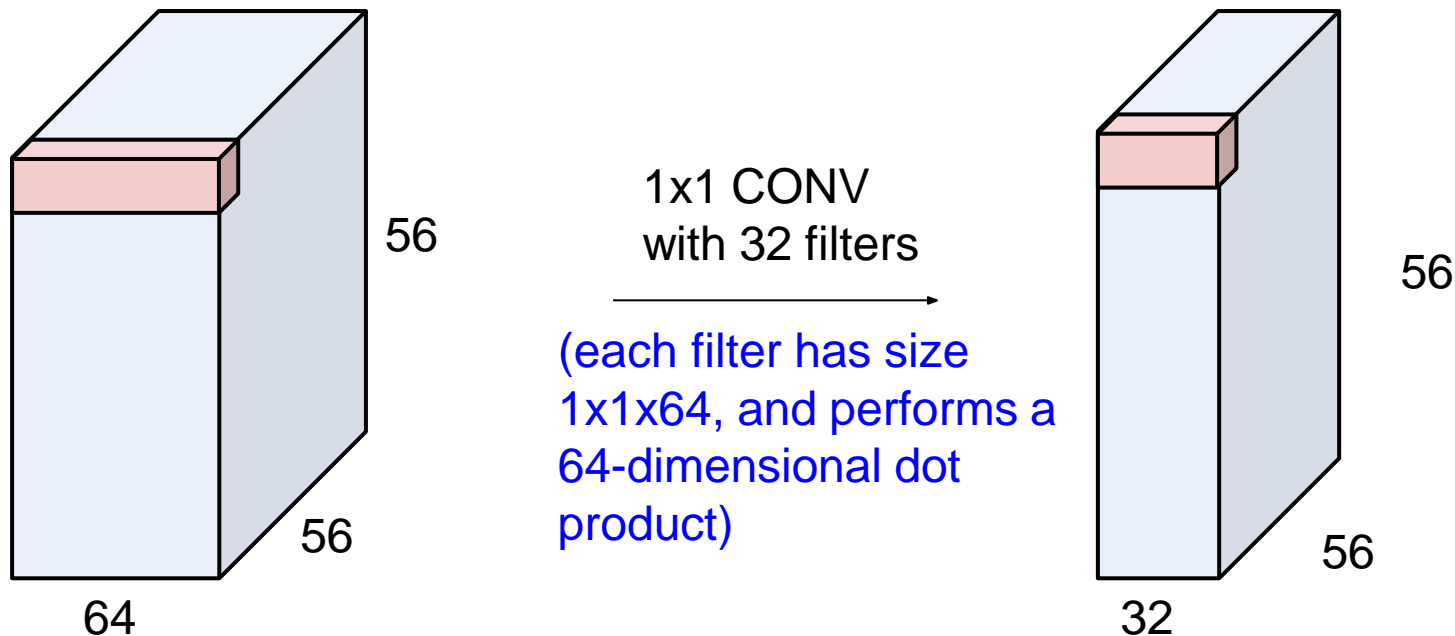 56
56
64
1x1 CONV
with 32 filters
(each filter has size
1x1x64, and performs a
64-dimensional dot
product)
56
56
32